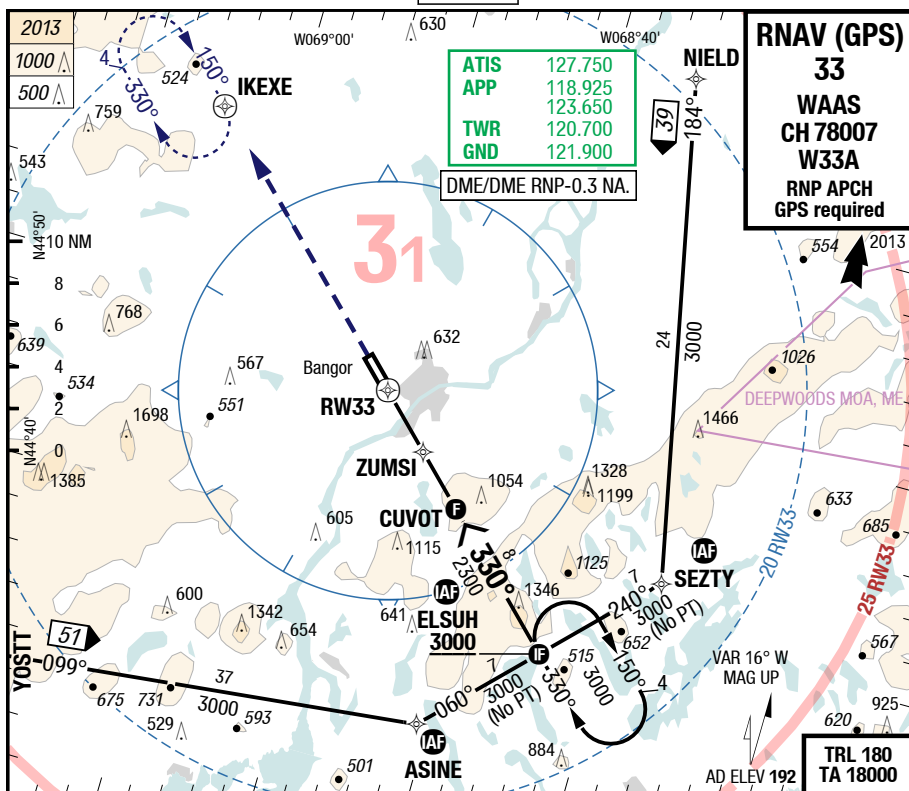 2013
1000
500
630
W069°00'
W068°40'
ATIS 127.750
APP 118.925
123.650
TWR 120.700
GND 121.900
DME/DME RNP-0.3 NA.
RNAV (GPS)
33
WAAS
CH 78007
W33A
RNP APCH
GPS required
NIELD
39
184°
4
524
150°
330°
IKEXE
759
543
N44°50'
10 NM
8
6
4
2
0
N44°40'
31
554
2013
768
639
534
567
551
632
Bangor
RW33
24
3000
1026
DEEPWOODS MOA, ME
1466
1698
1385
ZUMSI
1054
1328
1199
CUVOT
F
605
1115
633
685
20 RW33
25 RW33
8
330°
2300
1125
IAF
SEZTY
7
240°
3000
(No PT)
IAF
ELSUH
3000
641
1346
652
600
1342
654
IF
515
150°
3000
330°
4
567
VAR 16° W
MAG UP
YOSTT
51
099°
37
3000
675
731
529
593
060°
7
3000
(No PT)
IAF
ASINE
501
884
620
925
AD ELEV 192
TRL 180
TA 18000